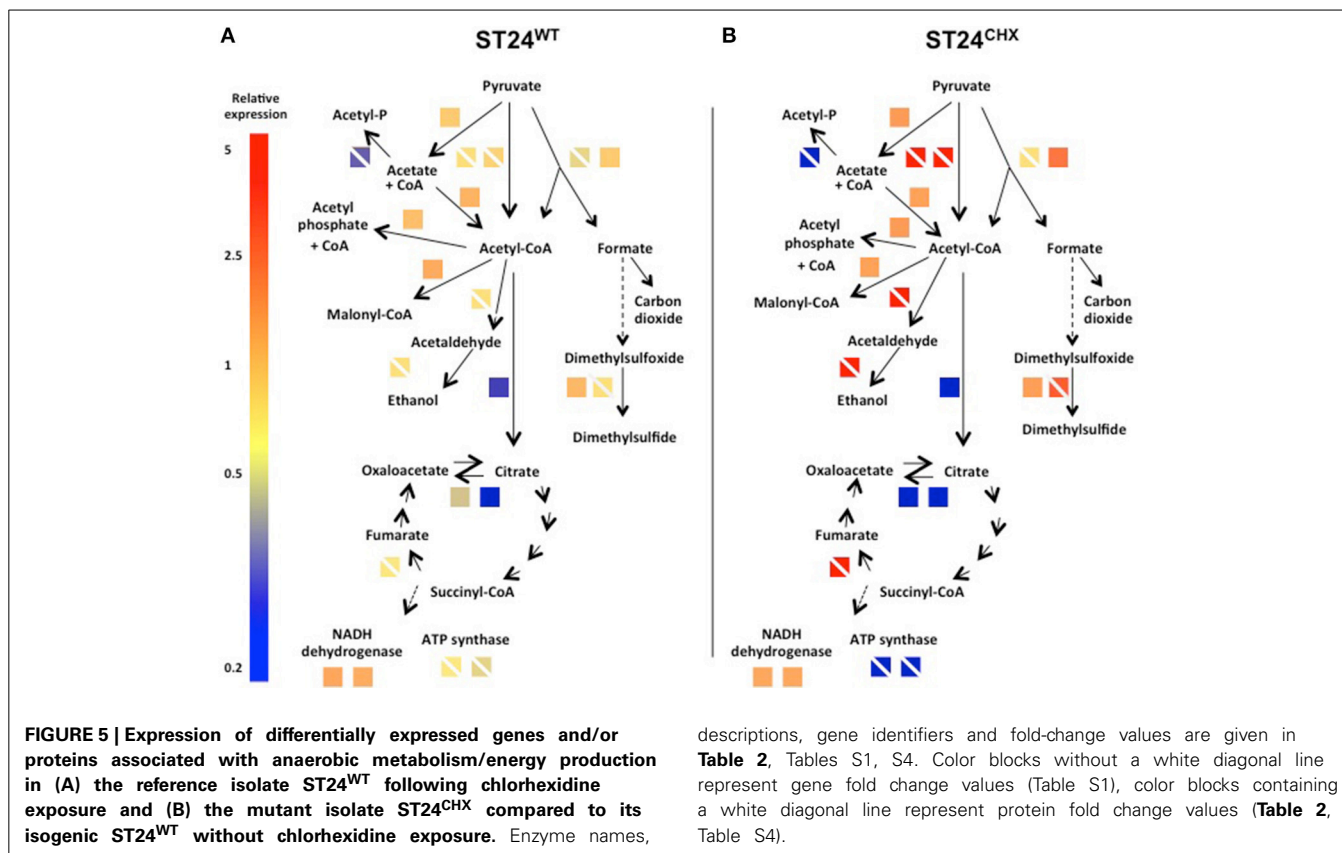 A
ST24WT
B
ST24CHX
Relative
expression
5
2.5
1
0.5
0.2
Pyruvate
Acetyl-P
Acetate
+ CoA
Acetyl
phosphate
+ CoA
Acetyl-CoA
Formate
Malonyl-CoA
Carbon
dioxide
Acetaldehyde
Dimethylsulfoxide
Ethanol
Dimethylsulfide
Oxaloacetate
Citrate
Fumarate
Succinyl-CoA
NADH
dehydrogenase
ATP synthase
Pyruvate
Acetyl-P
Acetate
+ CoA
Acetyl
phosphate
+ CoA
Acetyl-CoA
Formate
Malonyl-CoA
Carbon
dioxide
Acetaldehyde
Dimethylsulfoxide
Ethanol
Dimethylsulfide
Oxaloacetate
Citrate
Fumarate
Succinyl-CoA
NADH
dehydrogenase
ATP synthase
FIGURE 5 | Expression of differentially expressed genes and/or
proteins associated with anaerobic metabolism/energy production
in (A) the reference isolate ST24WT following chlorhexidine
exposure and (B) the mutant isolate ST24CHX compared to its
isogenic ST24WT without chlorhexidine exposure. Enzyme names,
descriptions, gene identifiers and fold-change values are given in
Table 2, Tables S1, S4. Color blocks without a white diagonal line
represent gene fold change values (Table S1), color blocks containing
a white diagonal line represent protein fold change values (Table 2,
Table S4).